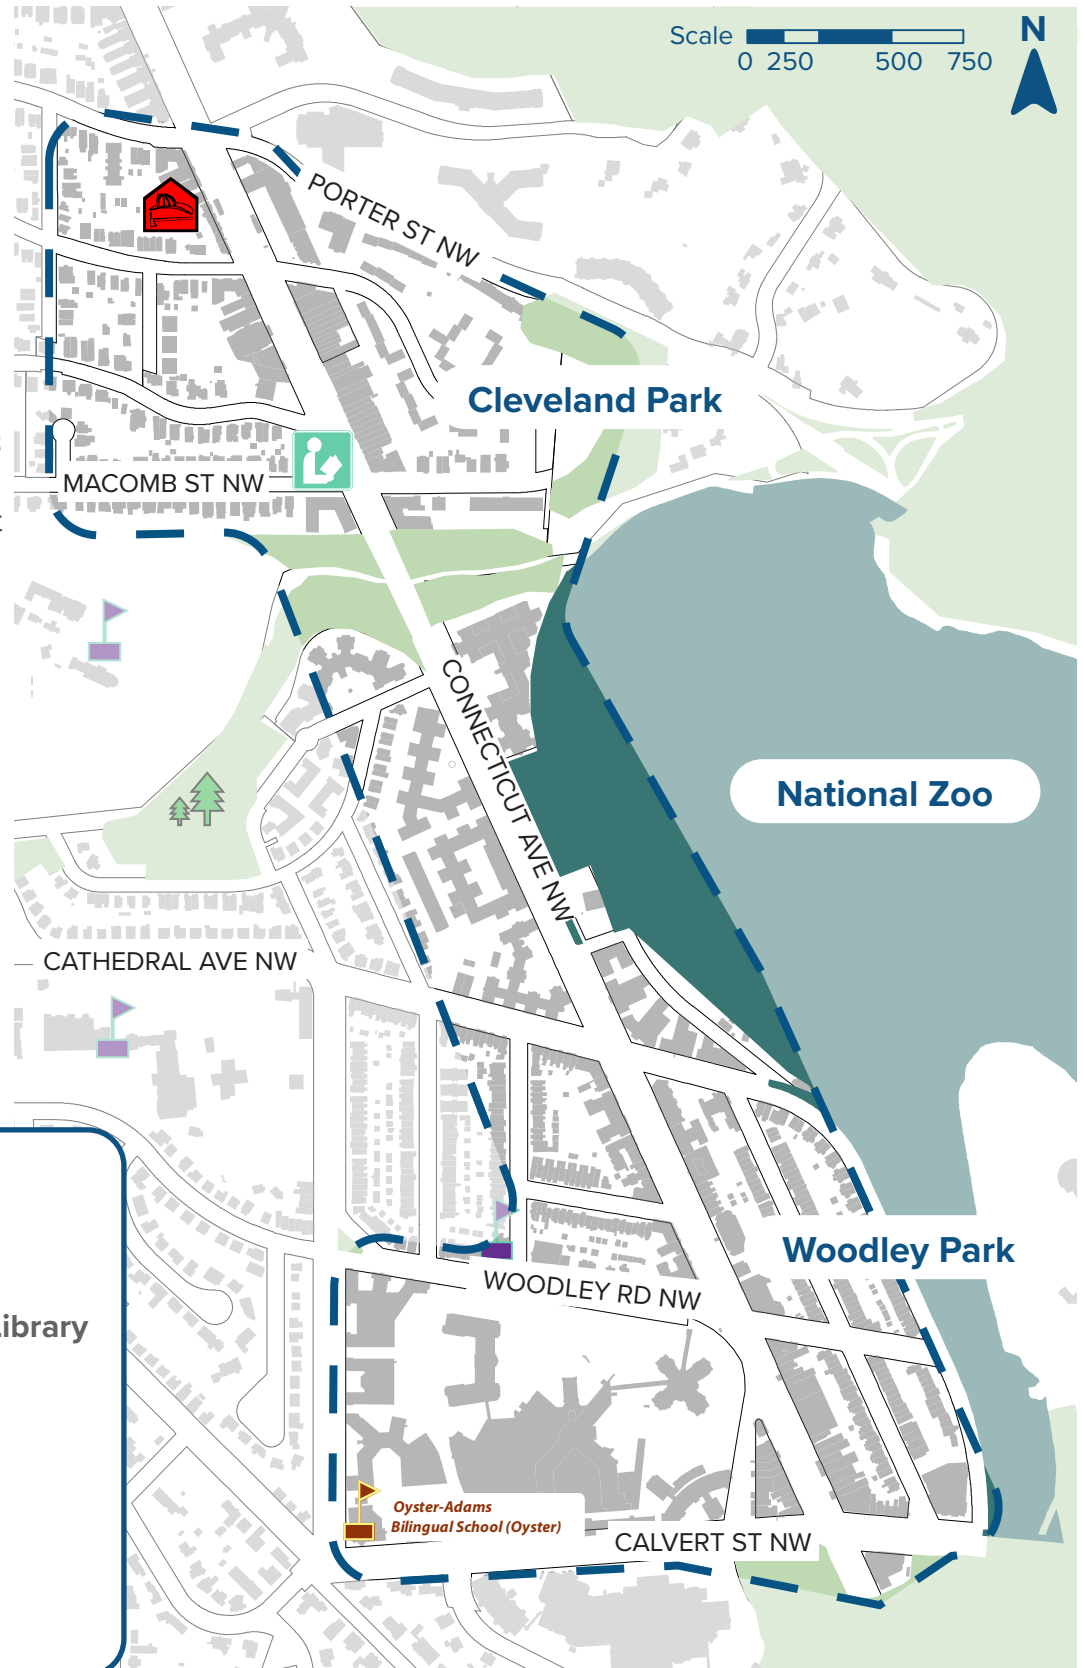 Scale
0 250 500 750
N
PORTER ST NW
Cleveland Park
MACOMB ST NW
CONNECTICUT AVE NW
National Zoo
CATHEDRAL AVE NW
Woodley Park
WOODLEY RD NW
Library
Oyster-Adams
Bilingual School (Oyster)
CALVERT ST NW